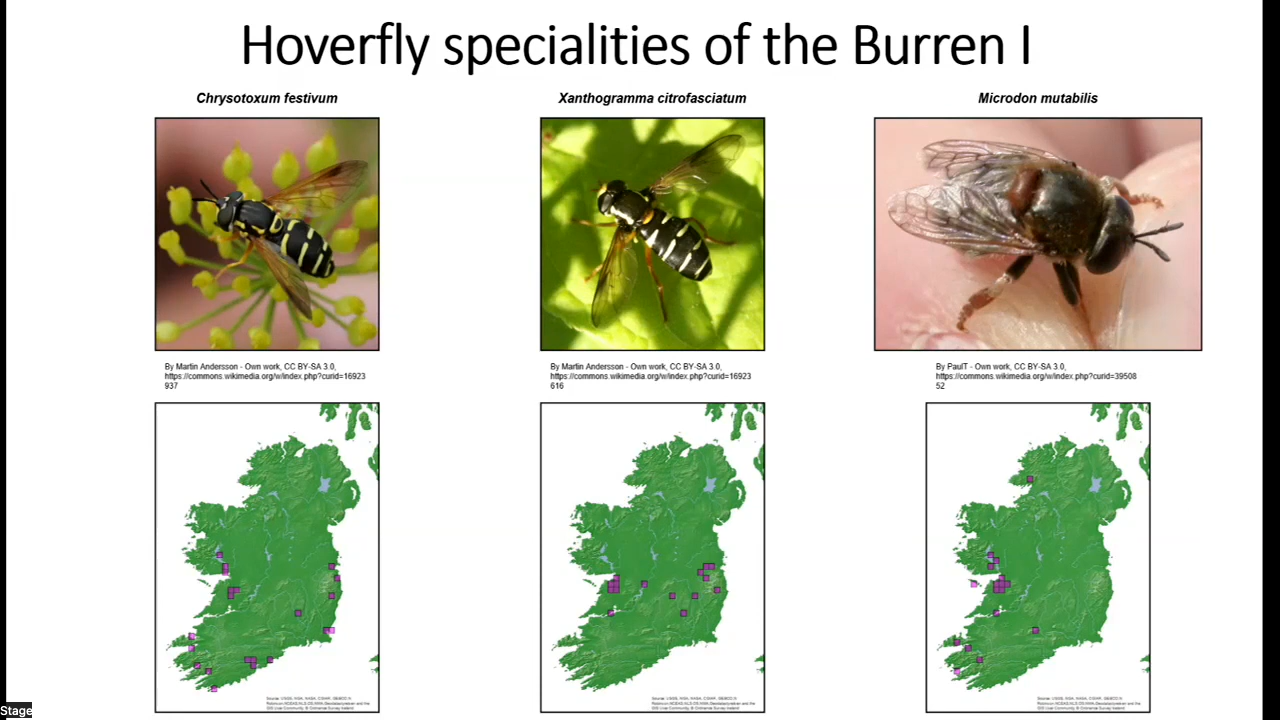 Hoverfly specialities of the Burren I
Chrysotoxum festivum
Xanthogramma citrofasciatum
Microdon mutabilis
By Martin Andersson - Own work, CC BY-SA 3.0,
https://commons.wikimedia.org/w/index.php?curid=16923
937
By Martin Andersson - Own work, CC BY-SA 3.0,
https://commons.wikimedia.org/w/index.php?curid=16923
616
By PaulT - Own work, CC BY-SA 3.0,
https://commons.wikimedia.org/w/index.php?curid=39508
52
Stage